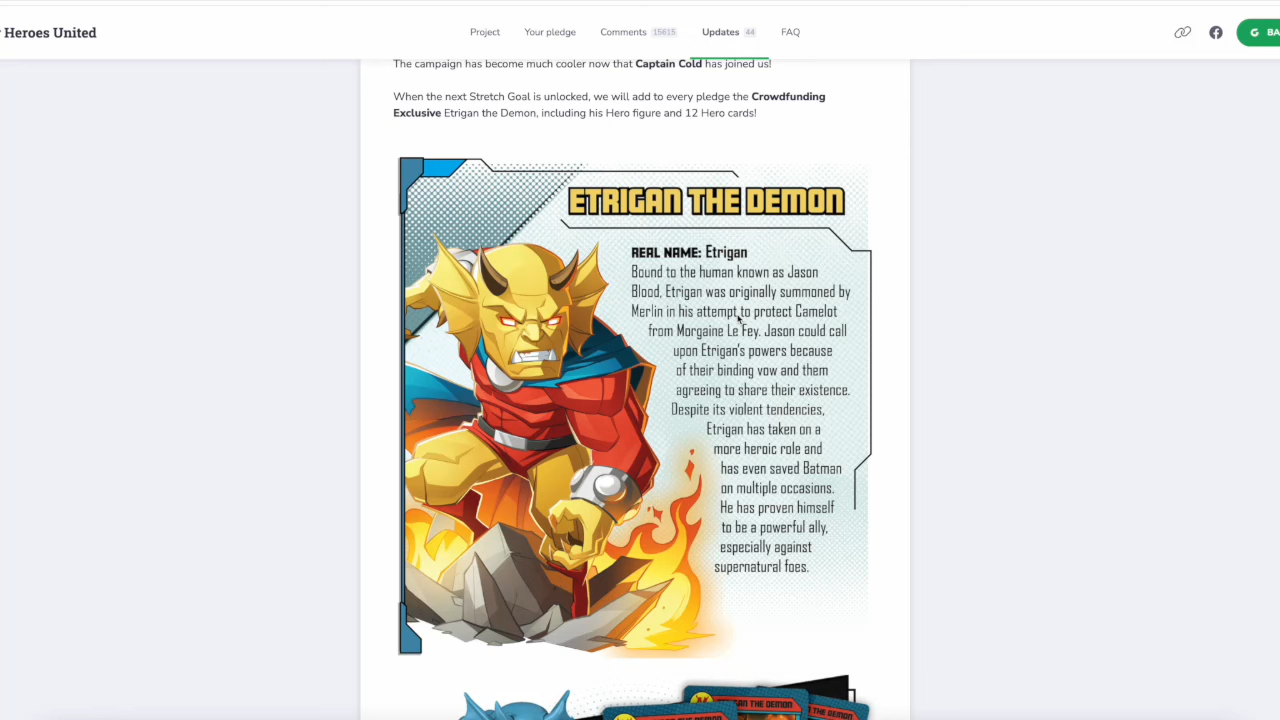 Heroes United
Project
Your pledge
Comments 15615
Updates 44
FAQ
BA
The campaign has become much cooler now that Captain Cold has joined us!
When the next Stretch Goal is unlocked, we will add to every pledge the Crowdfunding
Exclusive Etrigan the Demon, including his Hero figure and 12 Hero cards!
ETRIGAN THE DEMON
REAL NAME: Etrigan
Bound to the human known as Jason
Blood, Etrigan was originally summoned by
Merlin in his attempt to protect Camelot
from Morgaine Le Fey. Jason could call
upon Etrigan's powers because
of their binding vow and them
agreeing to share their existence.
Despite its violent tendencies,
Etrigan has taken on a
more heroic role and
has even saved Batman
on multiple occasions.
He has proven himself
to be a powerful ally,
especially against
supernatural foes.
THE DEMON
THE DEMON